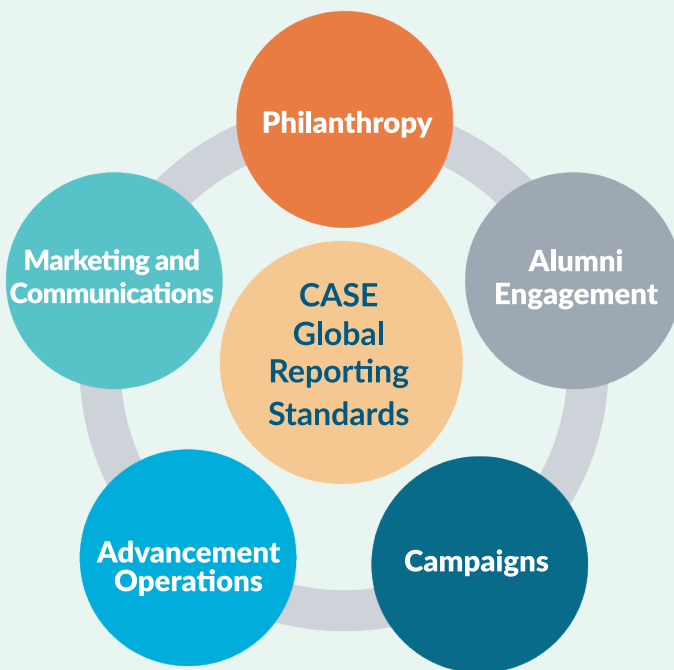 Philanthropy
Marketing and
Communications
Alumni
Engagement
CASE
Global
Reporting
Standards
Advancement
Operations
Campaigns